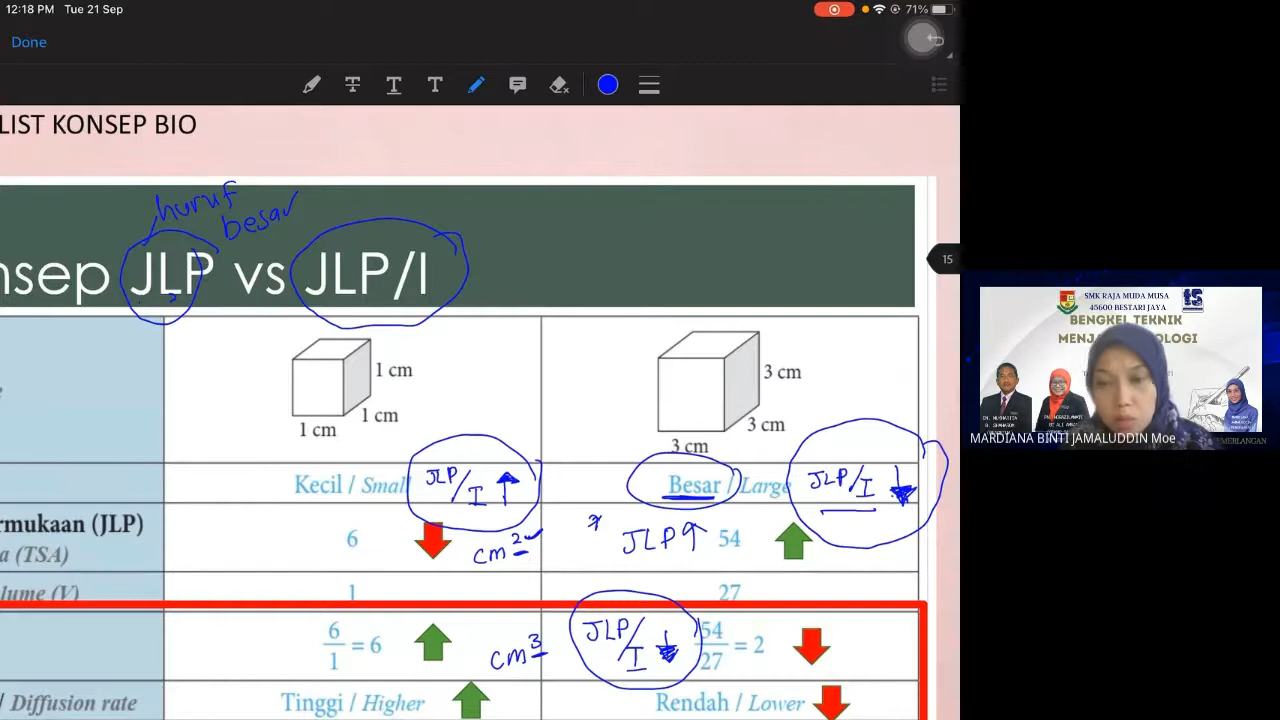 12:18 PM Tue 21 Sep
71%
Done
LIST KONSEP BIO
huruf
besar
nsep JLP vs JLP/I
15
1 cm
1 cm
1 cm
3 cm
3 cm
3 cm
Kecil / Small
JLP/I
Besar / Large
JLP/I
rmukaan (JLP)
a (TSA)
6
cm²
JLP
54
lume (V)
1
27
6/1 = 6
cm³
JLP/I
54/27 = 2
/ Diffusion rate
Tinggi / Higher
Rendah / Lower
SMK RAJA MUDA MUSA
45600 BESTARI JAYA
BENGKEL TEKNIK
MENJA
OLOGI
MARDIANA BINTI JAMALUDDIN Moe
EMERLANGAN